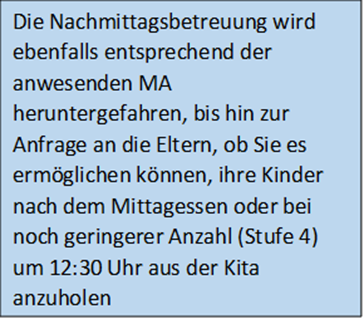 Die Nachmittagsbetreuung wird
ebenfalls entsprechend der
anwesenden MA
heruntergefahren, bis hin zur
Anfrage an die Eltern, ob Sie es
ermöglichen können, ihre Kinder
nach dem Mittagessen oder bei
noch geringerer Anzahl (Stufe 4)
um 12:30 Uhr aus der Kita
anzuholen